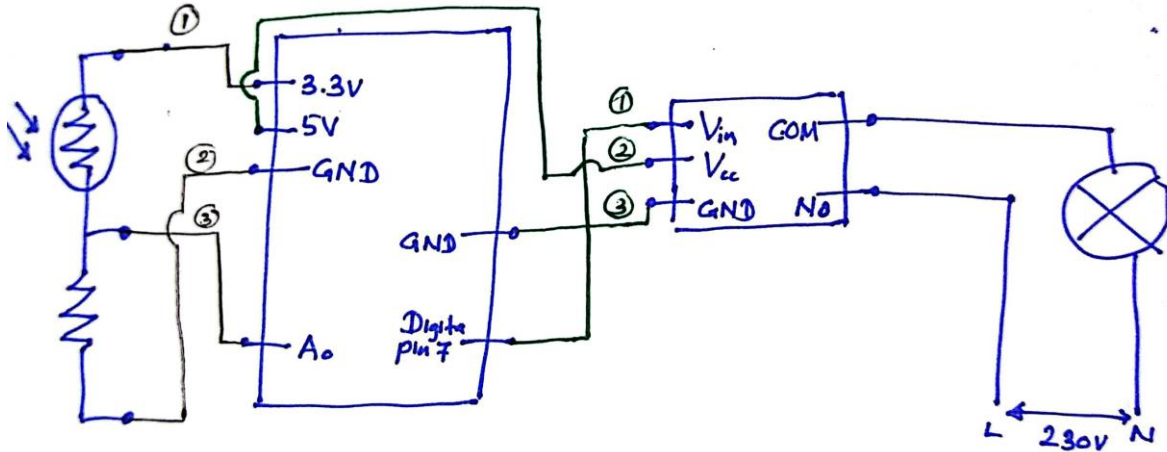 ①
3.3V
5V
②
GND
③
GND
A₀
Digita
pin 7
①
②
③
Vin
Vcc
GND
COM
NO
L
230V
N